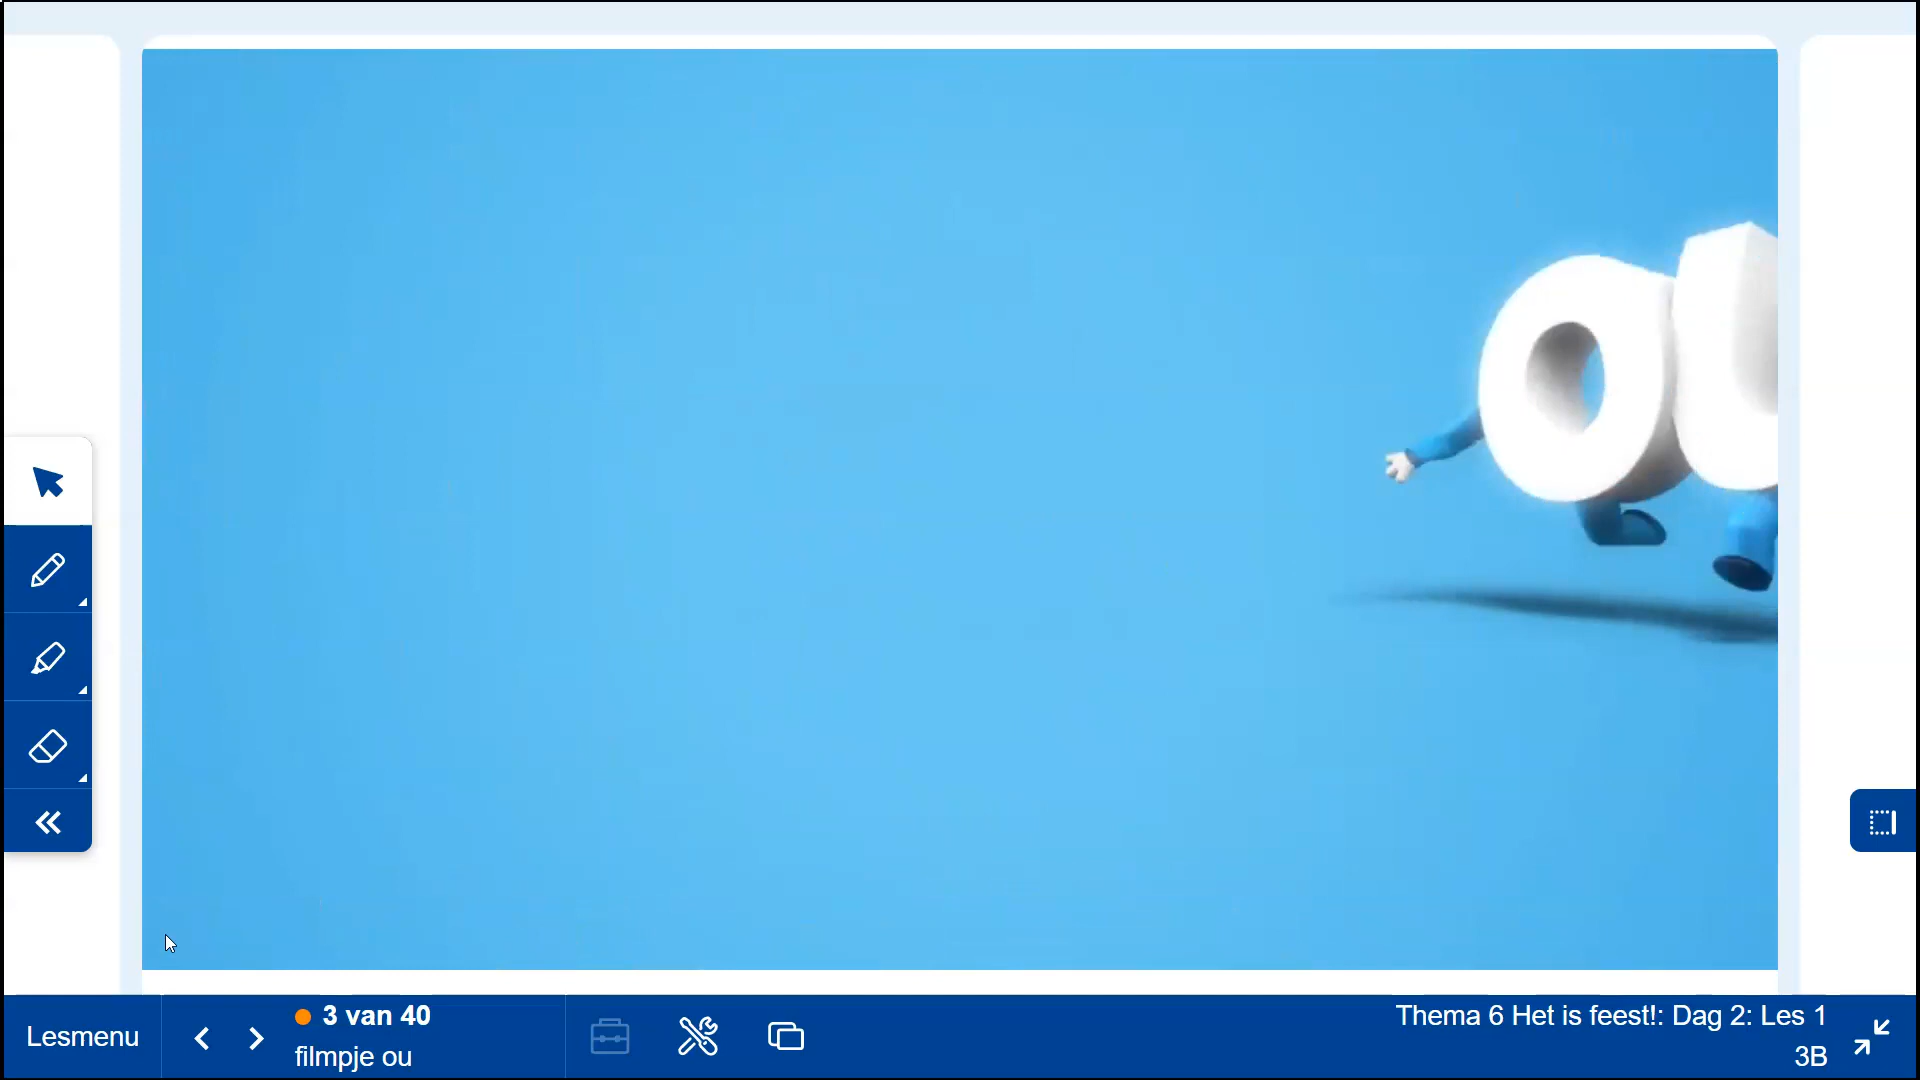 ou
Lesmenu
3 van 40
filmpje ou
Thema 6 Het is feest!: Dag 2: Les 1
3B